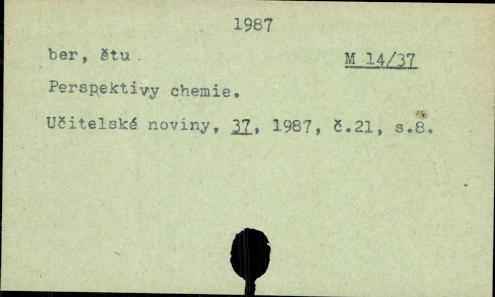 1987
ber, štu M 14/37
Perspektivy chemie.
Učitelské noviny, 37, 1987, č.21, s.8.